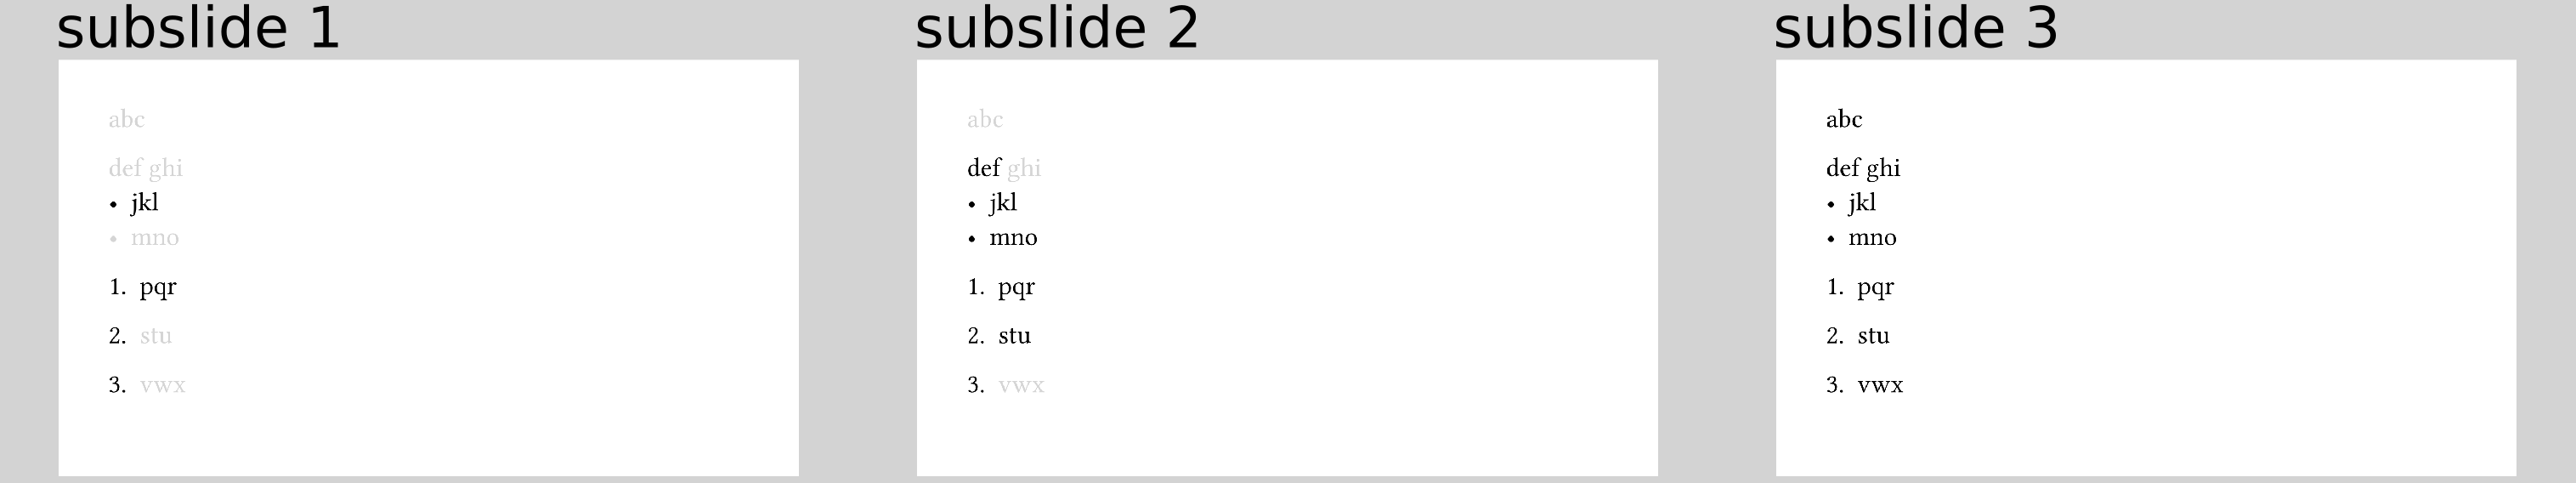 subslide 1
abc
def ghi
• jkl
• mno
1. pqr
2. stu
3. vwx
subslide 2
abc
def ghi
• jkl
• mno
1. pqr
2. stu
3. vwx
subslide 3
abc
def ghi
• jkl
• mno
1. pqr
2. stu
3. vwx